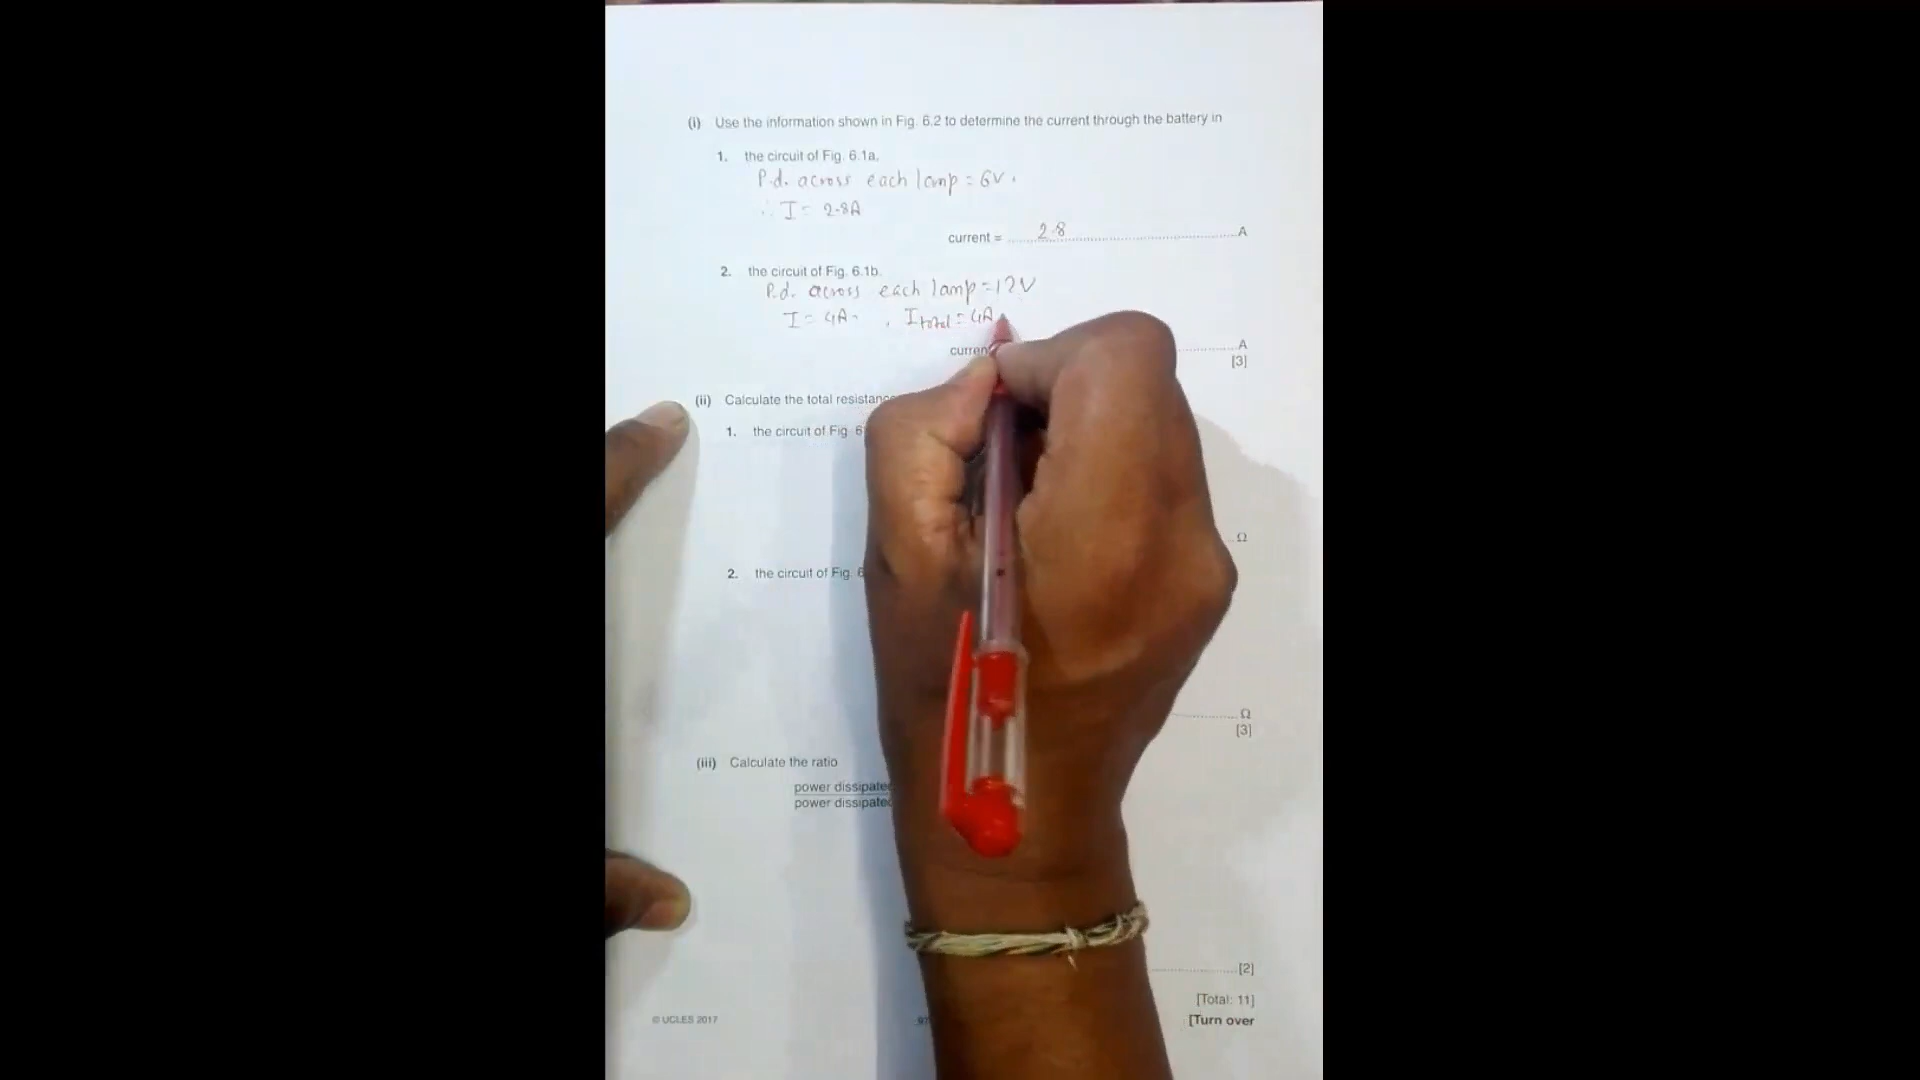 (i) Use the information shown in Fig. 6.2 to determine the current through the battery in
1. the circuit of Fig. 6.1a,
P.d. across each lamp = 6V.
∴ I = 2.8A
current = 2.8 A
2. the circuit of Fig. 6.1b.
P.d. across each lamp = 12V
I = 4A. , Itotal = 4A
curren A
[3]
(ii) Calculate the total resistance
1. the circuit of Fig. 6
Ω
2. the circuit of Fig. 6
Ω
[3]
(iii) Calculate the ratio
power dissipated
power dissipated
[2]
[Total: 11]
© UCLES 2017
[Turn over